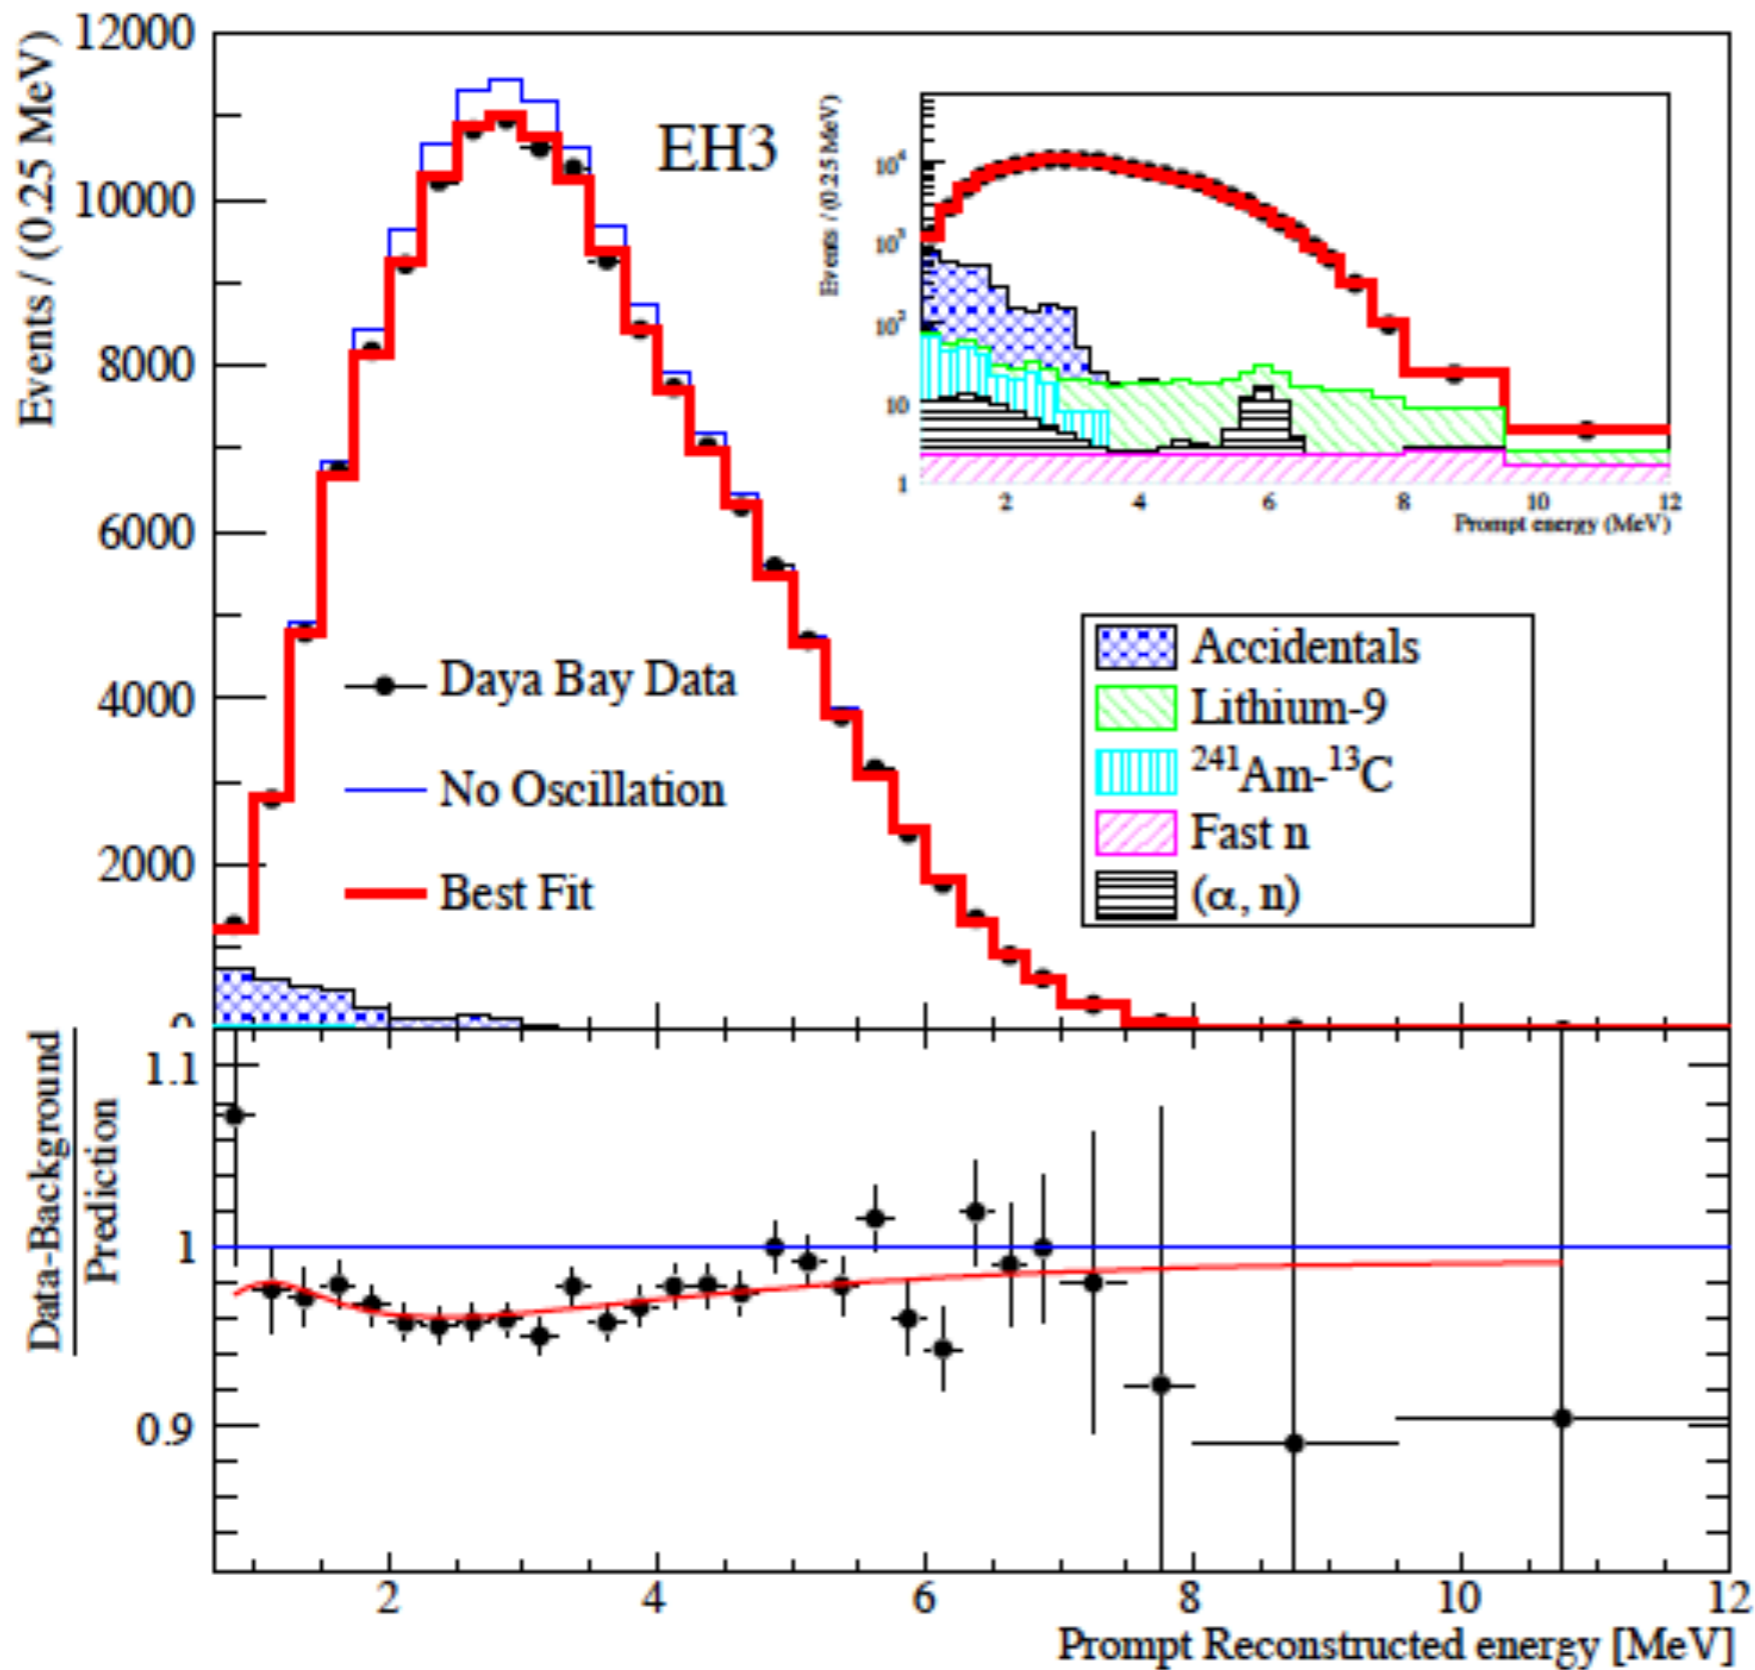 12000
10000
8000
6000
4000
2000
0
Events / (0.25 MeV)
EH3
Daya Bay Data
No Oscillation
Best Fit
Events / (0.25 MeV)
10⁴
10³
10²
10
1
2 4 6 8 10 12
Prompt energy (MeV)
Accidentals
Lithium-9
²⁴¹Am-¹³C
Fast n
(α, n)
Data-Background
Prediction
1.1
1
0.9
2 4 6 8 10 12
Prompt Reconstructed energy [MeV]